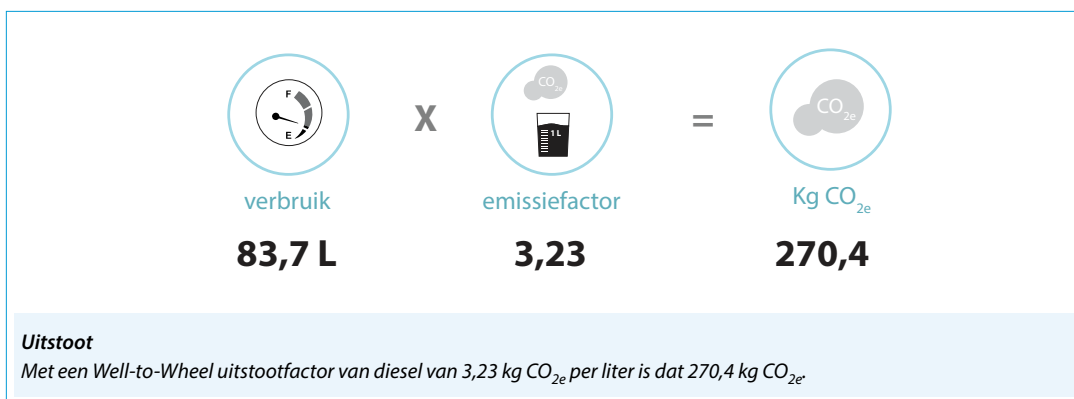 F
E
CO2e
1 L
X
=
CO2e
verbruik
emissiefactor
Kg CO2e
83,7 L
3,23
270,4
Uitstoot
Met een Well-to-Wheel uitstootfactor van diesel van 3,23 kg CO2e per liter is dat 270,4 kg CO2e.